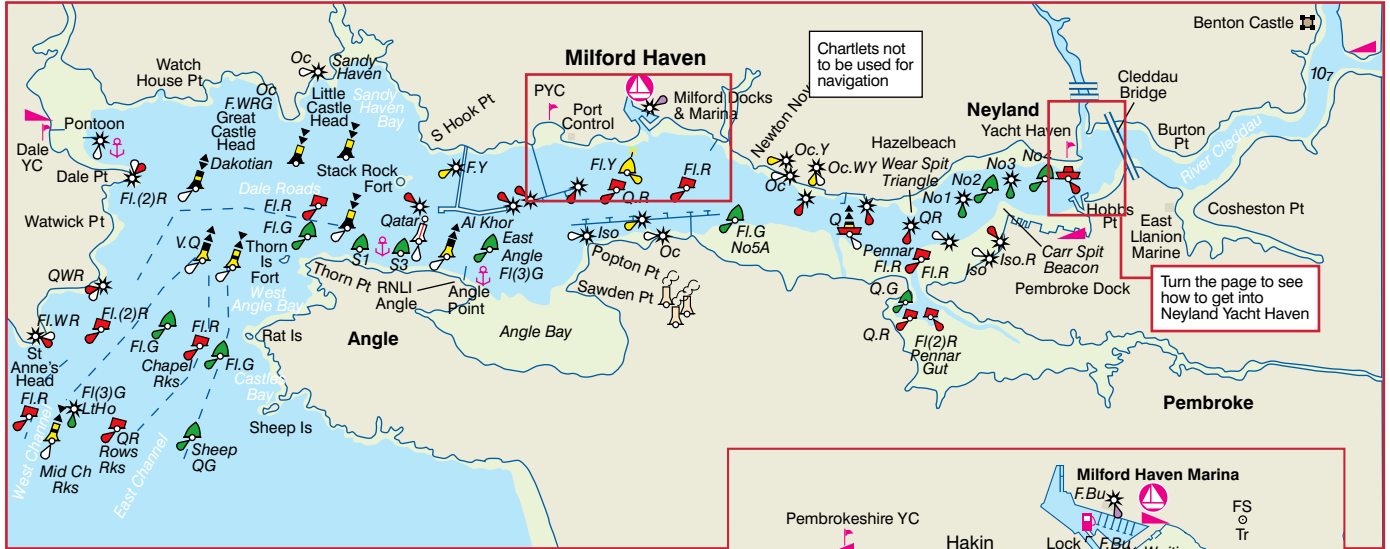 Benton Castle
Milford Haven
Chartlets not
to be used for
navigation
Watch
House Pt
Oc
Sandy
Haven
Oc
F.WRG
Great
Castle
Head
Little
Castle
Head
Sandy
Haven
Bay
S Hook Pt
PYC
Port
Control
Milford Docks
& Marina
Newton Nov
10₇
Cleddau
Bridge
Neyland
Yacht Haven
Burton
Pt
River Cleddau
Pontoon
Dale
YC
Dale Pt
Fl.(2)R
Dakotian
Dale Roads
Stack Rock
Fort
F.Y
Fl.Y
Q.R
Fl.R
Oc.Y
Oc.WY
Oc
Hazelbeach
Wear Spit
Triangle
No1
No2
No3
No4
Hobbs
Pt
East
Llanion
Marine
Cosheston Pt
Watwick Pt
Fl.R
Fl.G
Qatar
Al Khor
V.Q
Thorn
Is
Fort
S1
S3
East
Angle
Fl(3)G
Iso
Oc
Fl.G
No5A
Q
QR
Pennar
Fl.R
Fl.R
Iso
Iso.R
Carr Spit
Beacon
Pembroke Dock
QWR
Thorn Pt
RNLI
Angle
Angle
Point
Popton Pt
Sawden Pt
West
Angle Bay
Turn the page to see
how to get into
Neyland Yacht Haven
Fl.WR
Fl.(2)R
Fl.G
Fl.R
Rat Is
Angle
Angle Bay
Q.G
Q.R
Fl(2)R
Pennar
Gut
St
Anne's
Head
Fl.R
Chapel
Rks
Fl.G
Castles
Bay
Fl(3)G
LtHo
Sheep Is
Pembroke
West Channel
Mid Ch
Rks
QR
Rows
Rks
East Channel
Sheep
QG
Milford Haven Marina
F.Bu
Pembrokeshire YC
Hakin
Lock
F.Bu
Waiting
FS
Tr